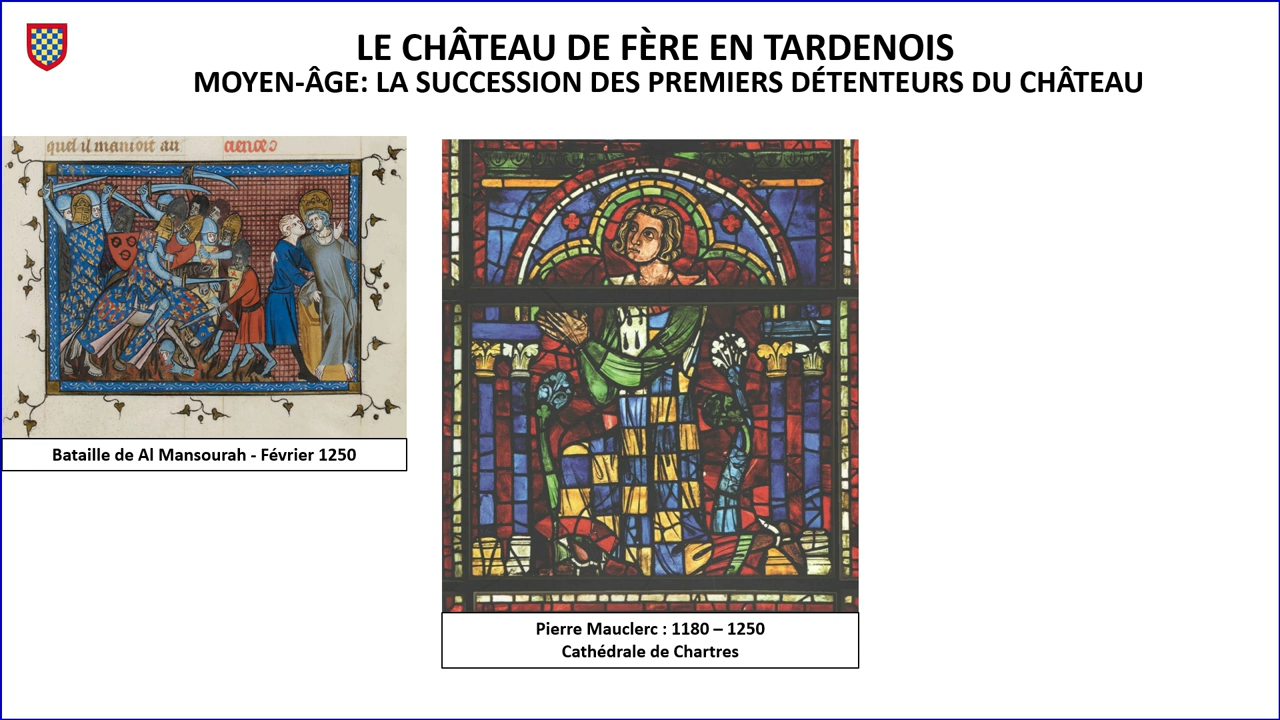 LE CHÂTEAU DE FÈRE EN TARDENOIS
MOYEN-ÂGE: LA SUCCESSION DES PREMIERS DÉTENTEURS DU CHÂTEAU
quel il manioit au
Bataille de Al Mansourah - Février 1250
Pierre Mauclerc : 1180 – 1250
Cathédrale de Chartres